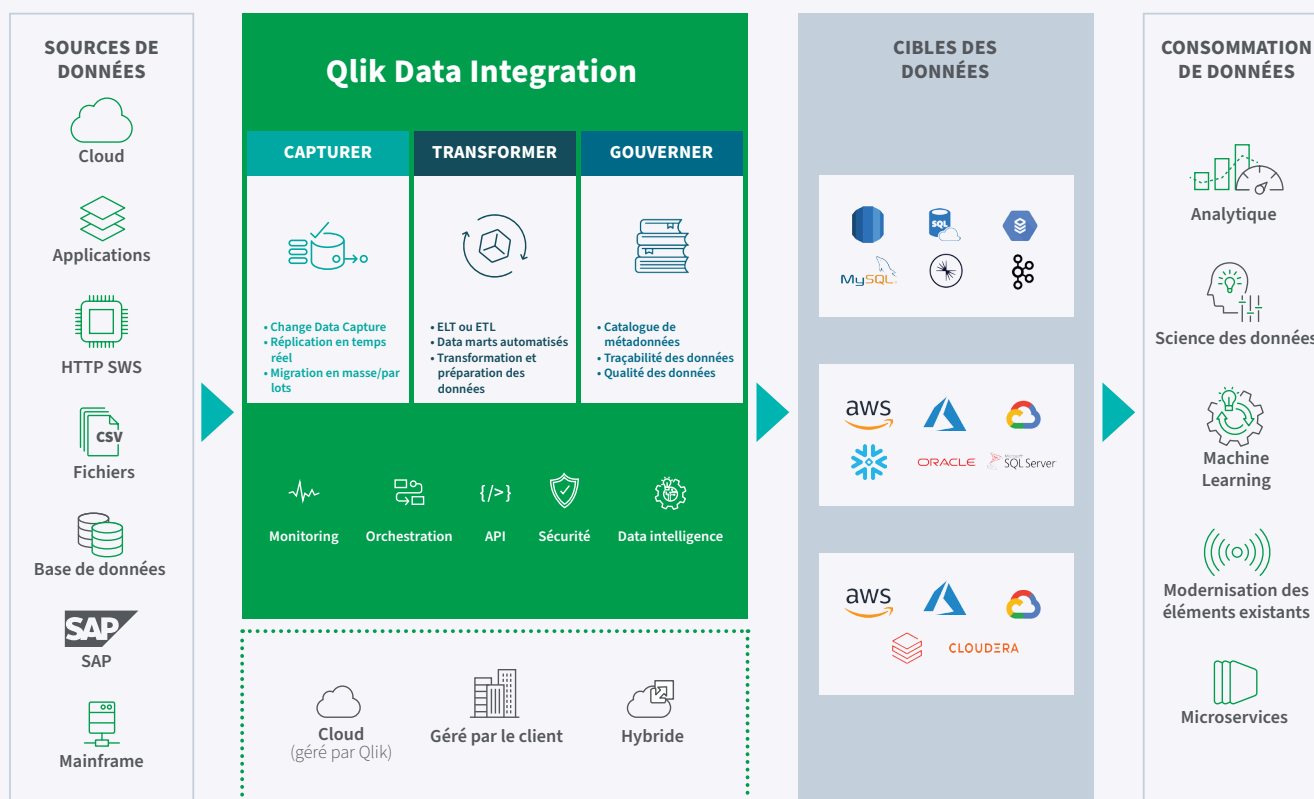 SOURCES DE
DONNÉES
Cloud
Applications
HTTP SWS
CSV
Fichiers
Base de données
SAP
SAP
Mainframe
Qlik Data Integration
CAPTURER
• Change Data Capture
• Réplication en temps
réel
• Migration en masse/par
lots
TRANSFORMER
• ELT ou ETL
• Data marts automatisés
• Transformation et
préparation des
données
GOUVERNER
• Catalogue de
métadonnées
• Traçabilité des données
• Qualité des données
Monitoring
Orchestration
{/>}
API
Sécurité
Data intelligence
Cloud
(géré par Qlik)
Géré par le client
Hybride
CIBLES DES
DONNÉES
SQL
MySQL
aws
ORACLE
SQL Server
aws
CLOUDERA
CONSOMMATION
DE DONNÉES
Analytique
Science des données
Machine
Learning
Modernisation des
éléments existants
Microservices